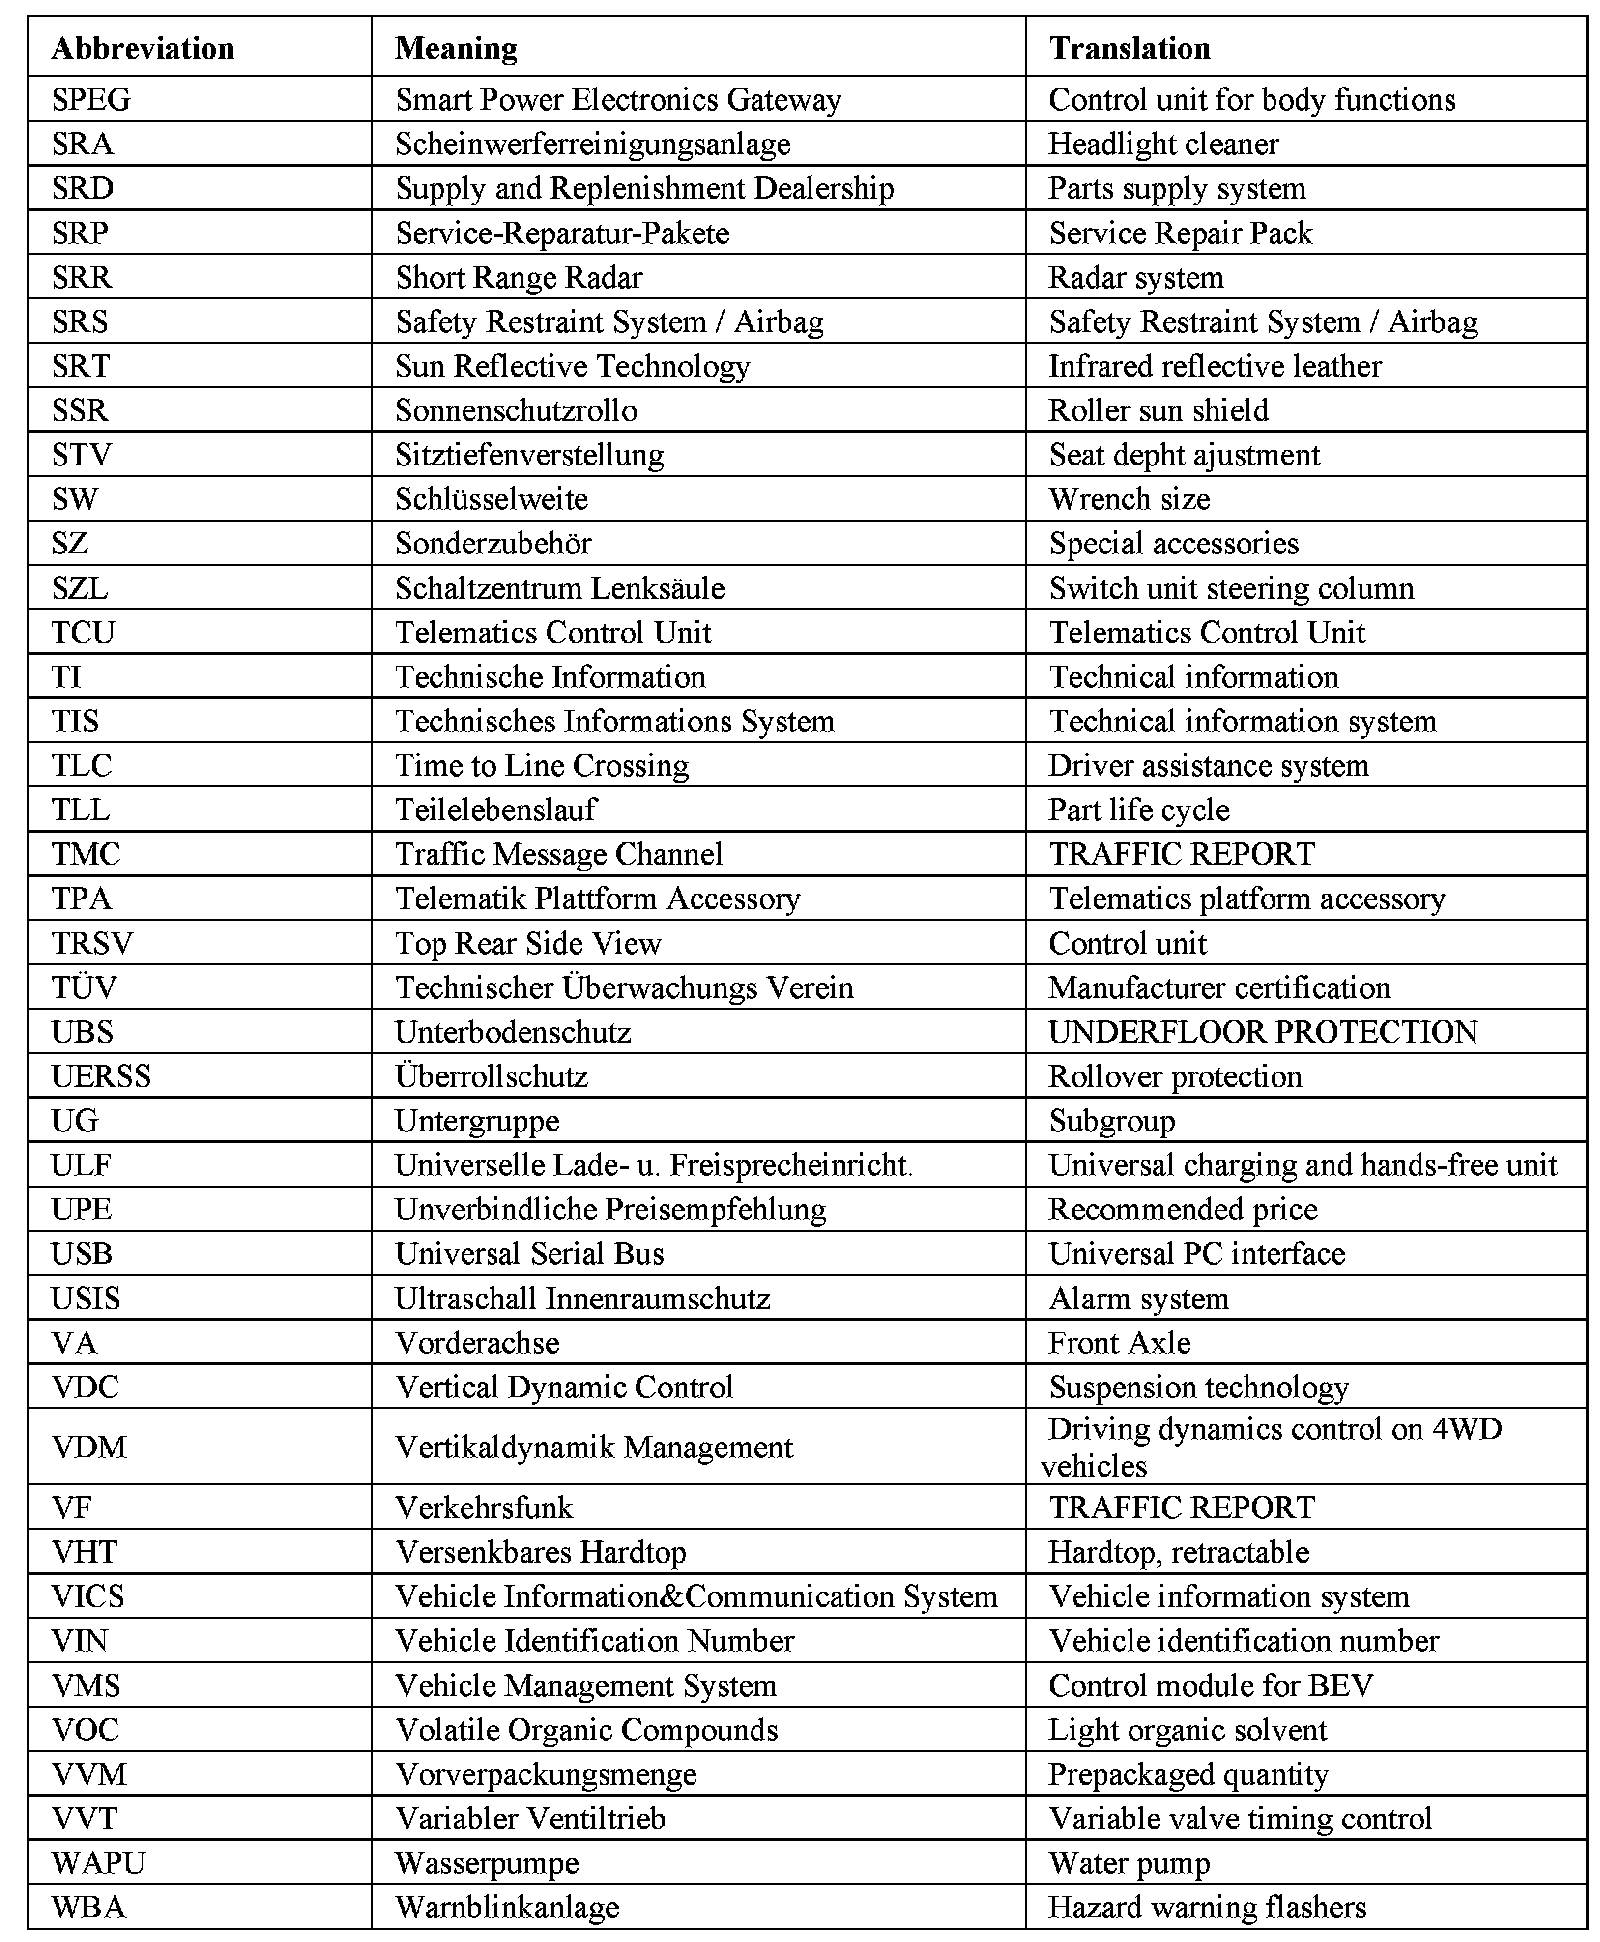 Abbreviation Meaning Translation
SPEG Smart Power Electronics Gateway Control unit for body functions
SRA Scheinwerferreinigungsanlage Headlight cleaner
SRD Supply and Replenishment Dealership Parts supply system
SRP Service-Reparatur-Pakete Service Repair Pack
SRR Short Range Radar Radar system
SRS Safety Restraint System / Airbag Safety Restraint System / Airbag
SRT Sun Reflective Technology Infrared reflective leather
SSR Sonnenschutzrollo Roller sun shield
STV Sitztiefenverstellung Seat depht ajustment
SW Schlüsselweite Wrench size
SZ Sonderzubehör Special accessories
SZL Schaltzentrum Lenksäule Switch unit steering column
TCU Telematics Control Unit Telematics Control Unit
TI Technische Information Technical information
TIS Technisches Informations System Technical information system
TLC Time to Line Crossing Driver assistance system
TLL Teilelebenslauf Part life cycle
TMC Traffic Message Channel TRAFFIC REPORT
TPA Telematik Plattform Accessory Telematics platform accessory
TRSV Top Rear Side View Control unit
TÜV Technischer Überwachungs Verein Manufacturer certification
UBS Unterbodenschutz UNDERFLOOR PROTECTION
UERSS Überrollschutz Rollover protection
UG Untergruppe Subgroup
ULF Universelle Lade- u. Freisprecheinricht. Universal charging and hands-free unit
UPE Unverbindliche Preisempfehlung Recommended price
USB Universal Serial Bus Universal PC interface
USIS Ultraschall Innenraumschutz Alarm system
VA Vorderachse Front Axle
VDC Vertical Dynamic Control Suspension technology
VDM Vertikaldynamik Management Driving dynamics control on 4WD
vehicles
VF Verkehrsfunk TRAFFIC REPORT
VHT Versenkbares Hardtop Hardtop, retractable
VICS Vehicle Information&Communication System Vehicle information system
VIN Vehicle Identification Number Vehicle identification number
VMS Vehicle Management System Control module for BEV
VOC Volatile Organic Compounds Light organic solvent
VVM Vorverpackungsmenge Prepackaged quantity
VVT Variabler Ventiltrieb Variable valve timing control
WAPU Wasserpumpe Water pump
WBA Warnblinkanlage Hazard warning flashers